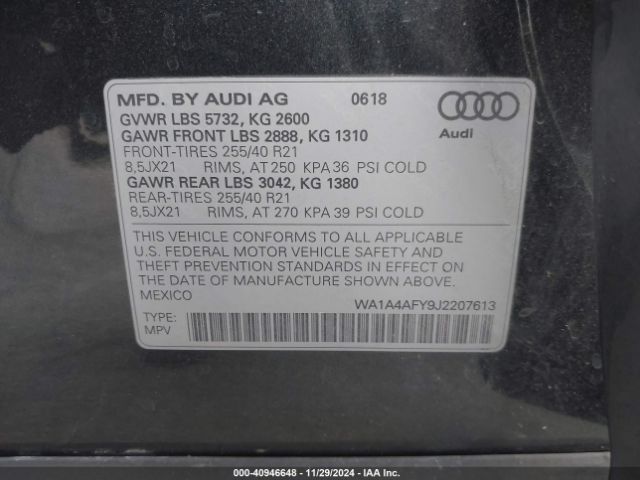 MFD. BY AUDI AG 0618
GVWR LBS 5732, KG 2600
GAWR FRONT LBS 2888, KG 1310
FRONT-TIRES 255/40 R21
8,5JX21 RIMS, AT 250 KPA 36 PSI COLD
GAWR REAR LBS 3042, KG 1380
REAR-TIRES 255/40 R21
8,5JX21 RIMS, AT 270 KPA 39 PSI COLD
Audi
THIS VEHICLE CONFORMS TO ALL APPLICABLE
U.S. FEDERAL MOTOR VEHICLE SAFETY AND
THEFT PREVENTION STANDARDS IN EFFECT ON
THE DATE OF MANUFACTURE SHOWN ABOVE.
MEXICO WA1A4AFY9J2207613
TYPE:
MPV
000-40946648 - 11/29/2024 - IAA Inc.